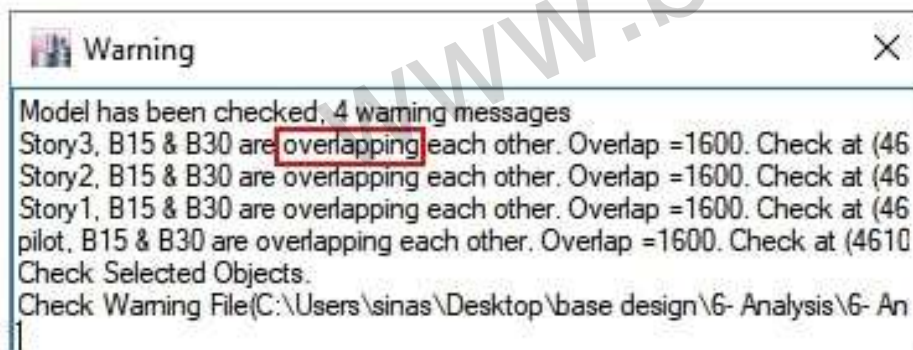 www.b
Warning
Model has been checked, 4 warning messages
Story3, B15 & B30 are overlapping each other. Overlap =1600. Check at (46
Story2, B15 & B30 are overlapping each other. Overlap =1600. Check at (46
Story1, B15 & B30 are overlapping each other. Overlap =1600. Check at (46
pilot, B15 & B30 are overlapping each other. Overlap =1600. Check at (4610
Check Selected Objects.
Check Warning File(C:\Users\sinas\Desktop\base design\6- Analysis\6- An